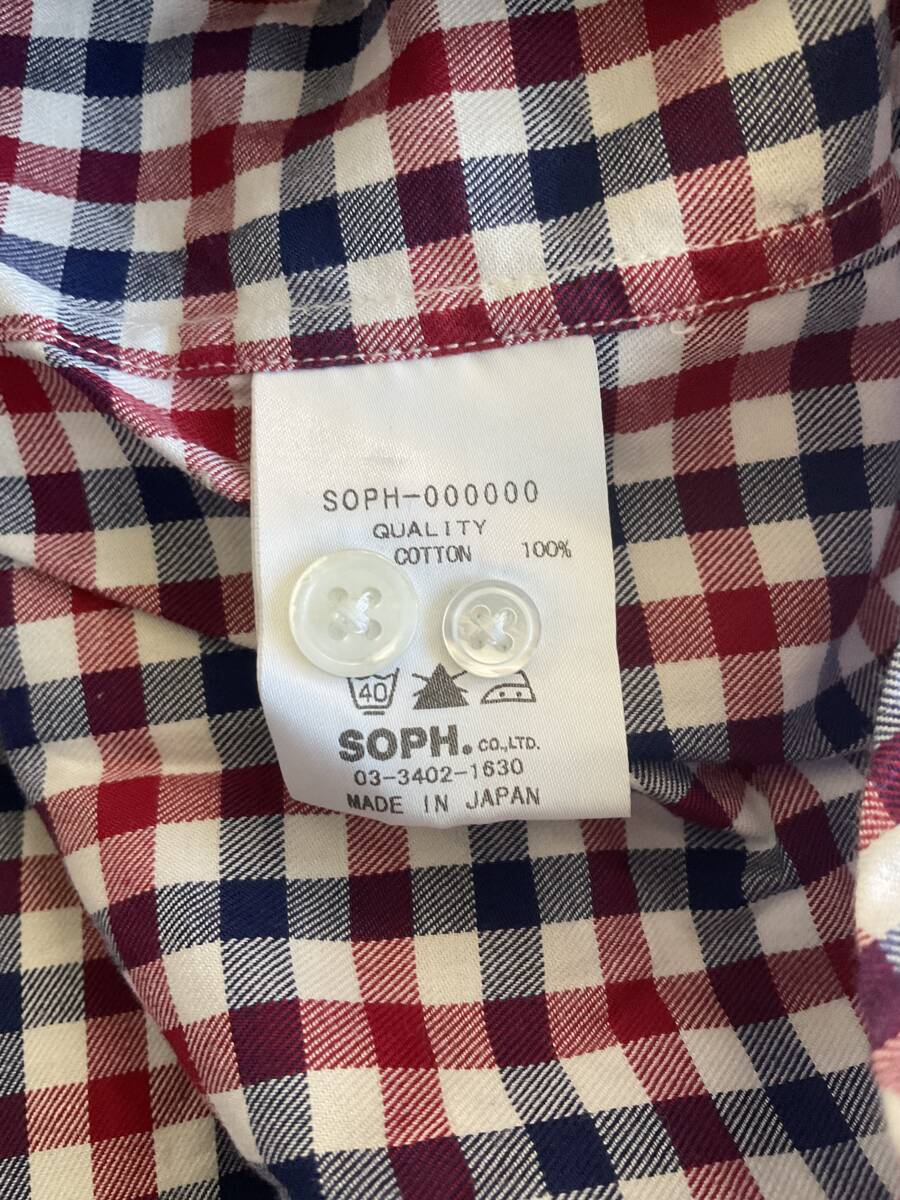 SOPH-000000
QUALITY
COTTON 100%
40
SOPH. CO.,LTD.
03-3402-1630
MADE IN JAPAN